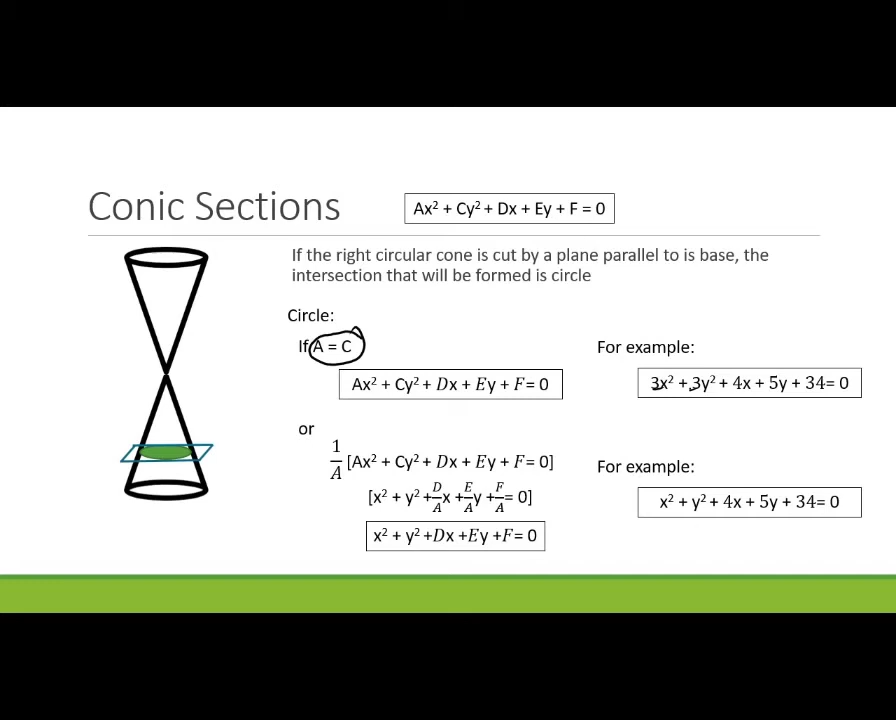 Conic Sections
Ax² + Cy² + Dx + Ey + F = 0
If the right circular cone is cut by a plane parallel to is base, the
intersection that will be formed is circle
Circle:
If A = C
Ax² + Cy² + Dx + Ey + F= 0
or
1/A [Ax² + Cy² + Dx + Ey + F= 0]
[x² + y² + D/A x + E/A y + F/A = 0]
x² + y² +Dx +Ey +F= 0
For example:
3x² + 3y² + 4x + 5y + 34= 0
For example:
x² + y² + 4x + 5y + 34= 0